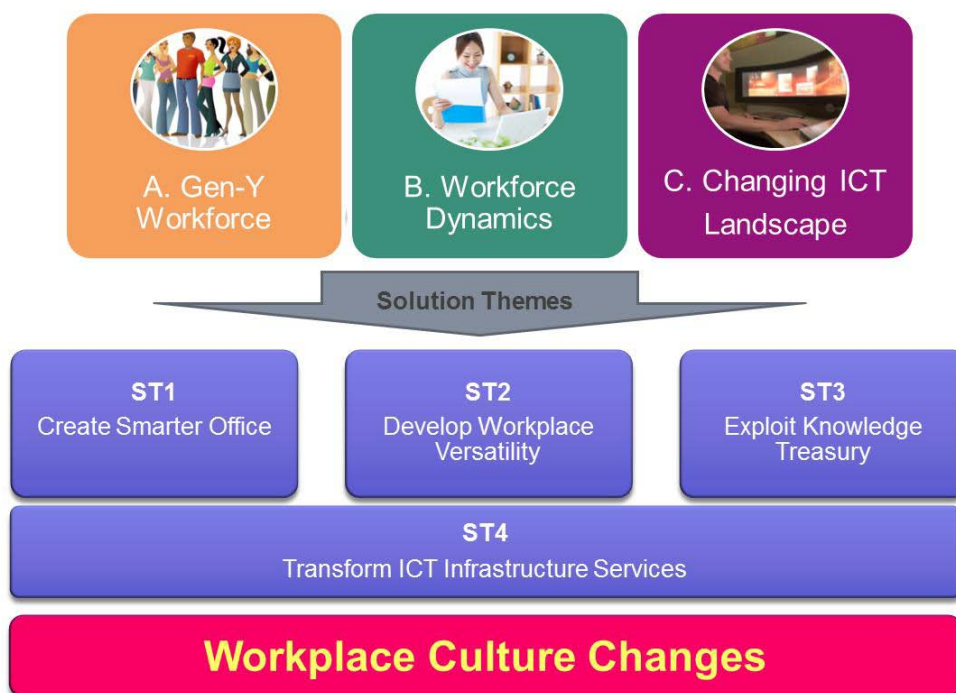 A. Gen-Y
Workforce
B. Workforce
Dynamics
C. Changing ICT
Landscape
Solution Themes
ST1
Create Smarter Office
ST2
Develop Workplace
Versatility
ST3
Exploit Knowledge
Treasury
ST4
Transform ICT Infrastructure Services
Workplace Culture Changes